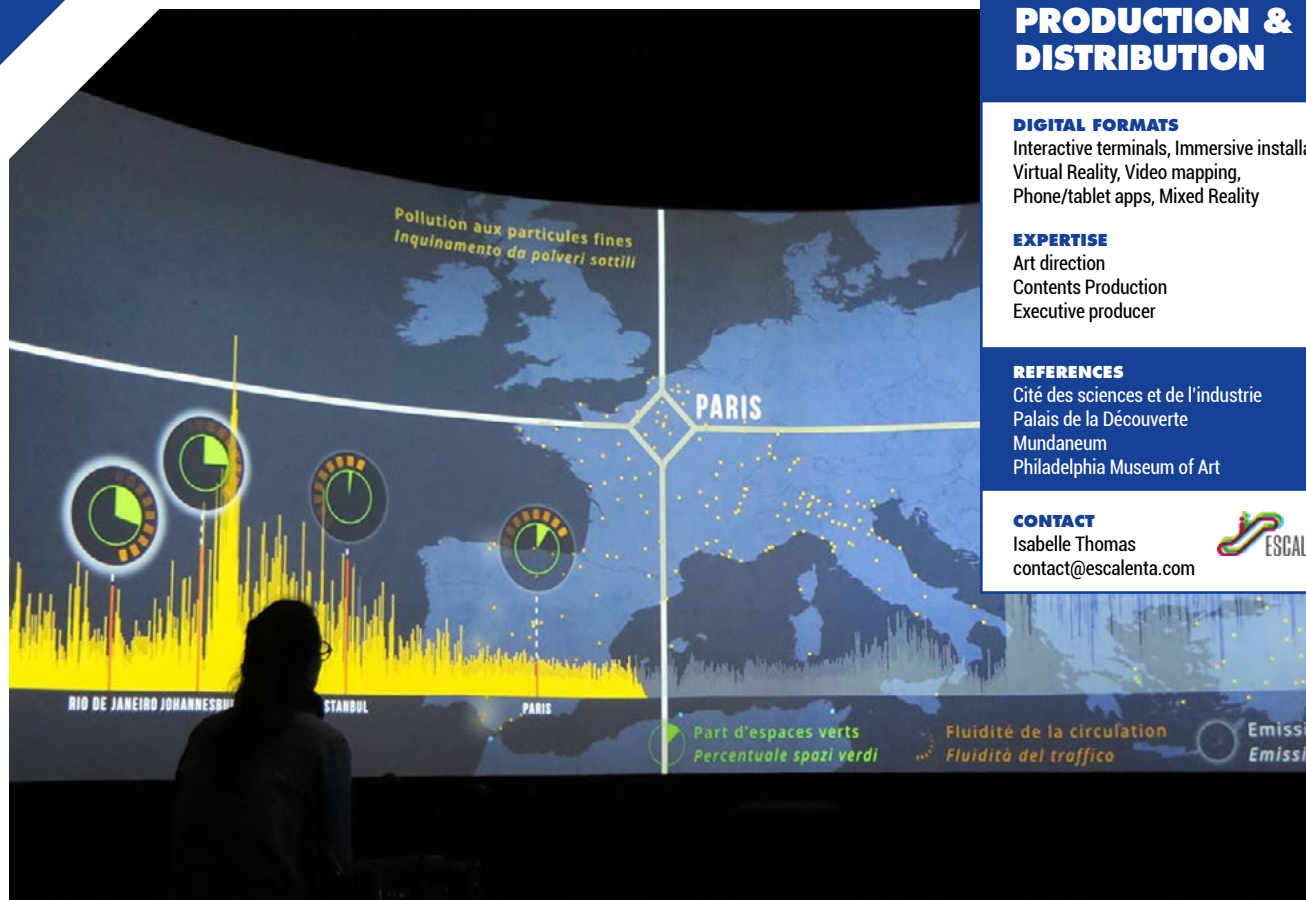 PRODUCTION &
DISTRIBUTION
DIGITAL FORMATS
Interactive terminals, Immersive installa
Virtual Reality, Video mapping,
Phone/tablet apps, Mixed Reality
EXPERTISE
Art direction
Contents Production
Executive producer
REFERENCES
Cité des sciences et de l'industrie
Palais de la Découverte
Mundaneum
Philadelphia Museum of Art
CONTACT
Isabelle Thomas
contact@escalenta.com
ESCAL
Pollution aux particules fines
Inquinamento da polveri sottili
PARIS
RIO DE JANEIRO JOHANNESBU STANBUL PARIS
Part d'espaces verts
Percentuale spazi verdi
Fluidité de la circulation
Fluidità del traffico
Emissi
Emissi